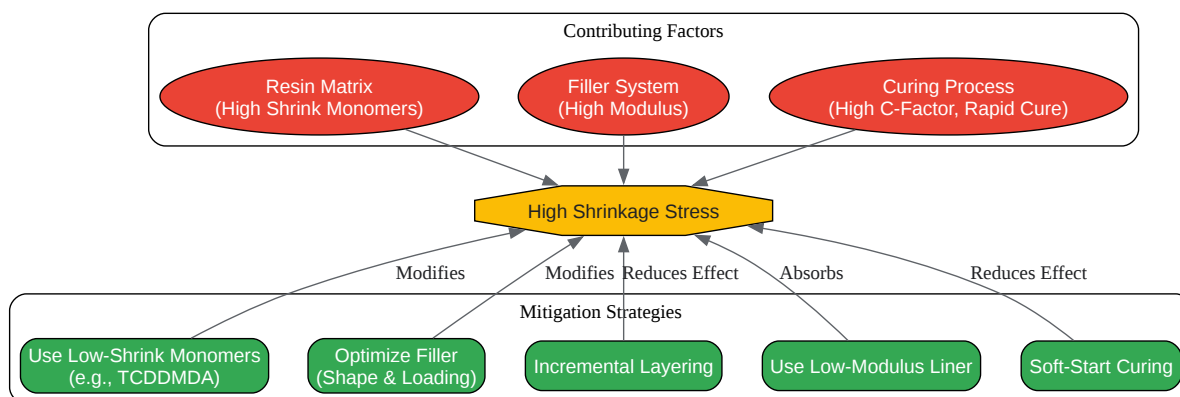 Contributing Factors
Resin Matrix
(High Shrink Monomers)
Filler System
(High Modulus)
Curing Process
(High C-Factor, Rapid Cure)
High Shrinkage Stress
Modifies
Modifies
Reduces Effect
Absorbs
Reduces Effect
Mitigation Strategies
Use Low-Shrink Monomers
(e.g., TCDDMDA)
Optimize Filler
(Shape & Loading)
Incremental Layering
Use Low-Modulus Liner
Soft-Start Curing